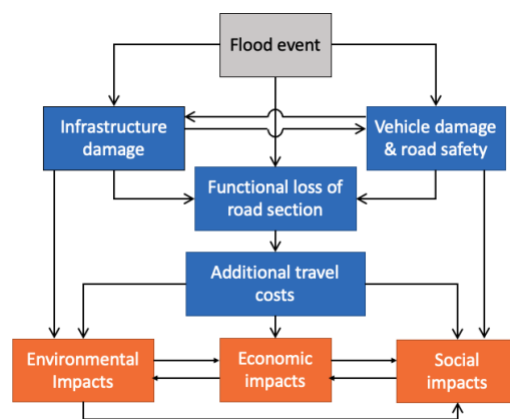 Flood event
Infrastructure
damage
Vehicle damage
& road safety
Functional loss of
road section
Additional travel
costs
Environmental
Impacts
Economic
impacts
Social
impacts